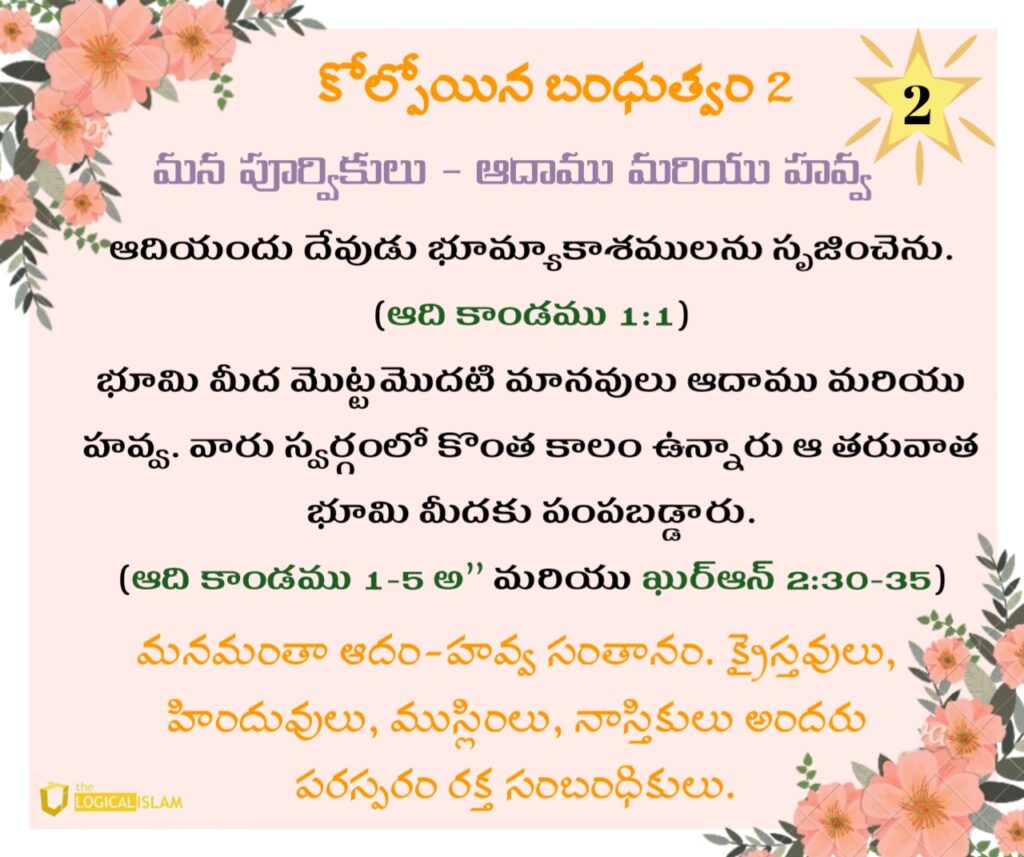 కోల్పోయిన బంధుత్వం 2
2
మన పూర్వికులు - ఆదాము మరియు హవ్వ
ఆదియందు దేవుడు భూమ్యాకాశములను సృజించెను.
(ఆది కాండము 1:1)
భూమి మీద మొట్టమొదటి మానవులు ఆదాము మరియు
హవ్వ. వారు స్వర్గంలో కొంత కాలం ఉన్నారు ఆ తరువాత
భూమి మీదకు పంపబడ్డారు.
(ఆది కాండము 1-5 అ” మరియు ఖుర్ఆన్ 2:30-35)
మనమంతా ఆదం-హవ్వ సంతానం. క్రైస్తవులు,
హిందువులు, ముస్లింలు, నాస్తికులు అందరు
పరస్పరం రక్త సంబంధికులు.
the
LOGICAL ISLAM